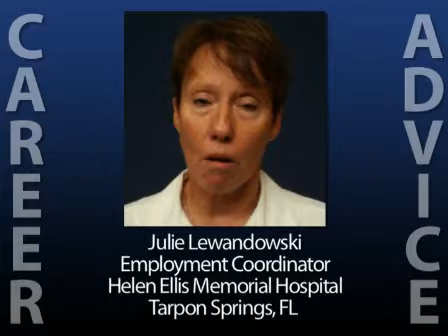 CAREER
ADVICE
Julie Lewandowski
Employment Coordinator
Helen Ellis Memorial Hospital
Tarpon Springs, FL